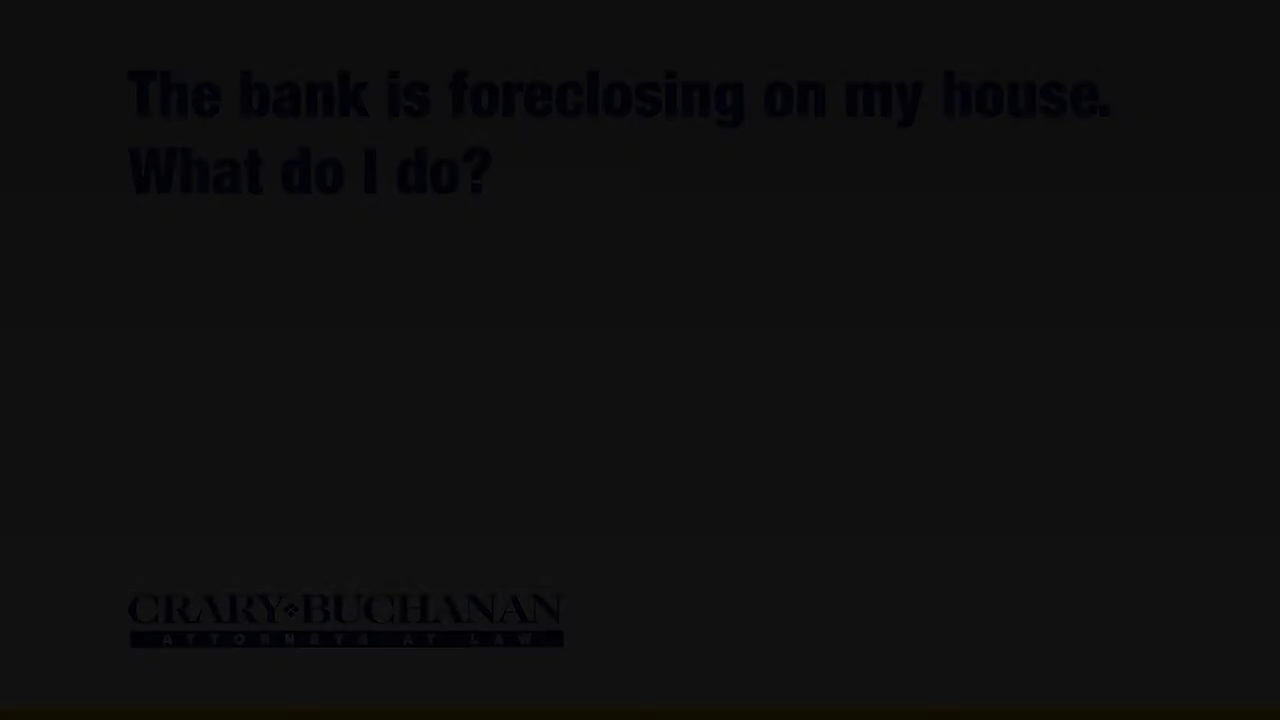 The bank is foreclosing on my house.
What do I do?
CRARY BUCHANAN
ATTORNEYS AT LAW